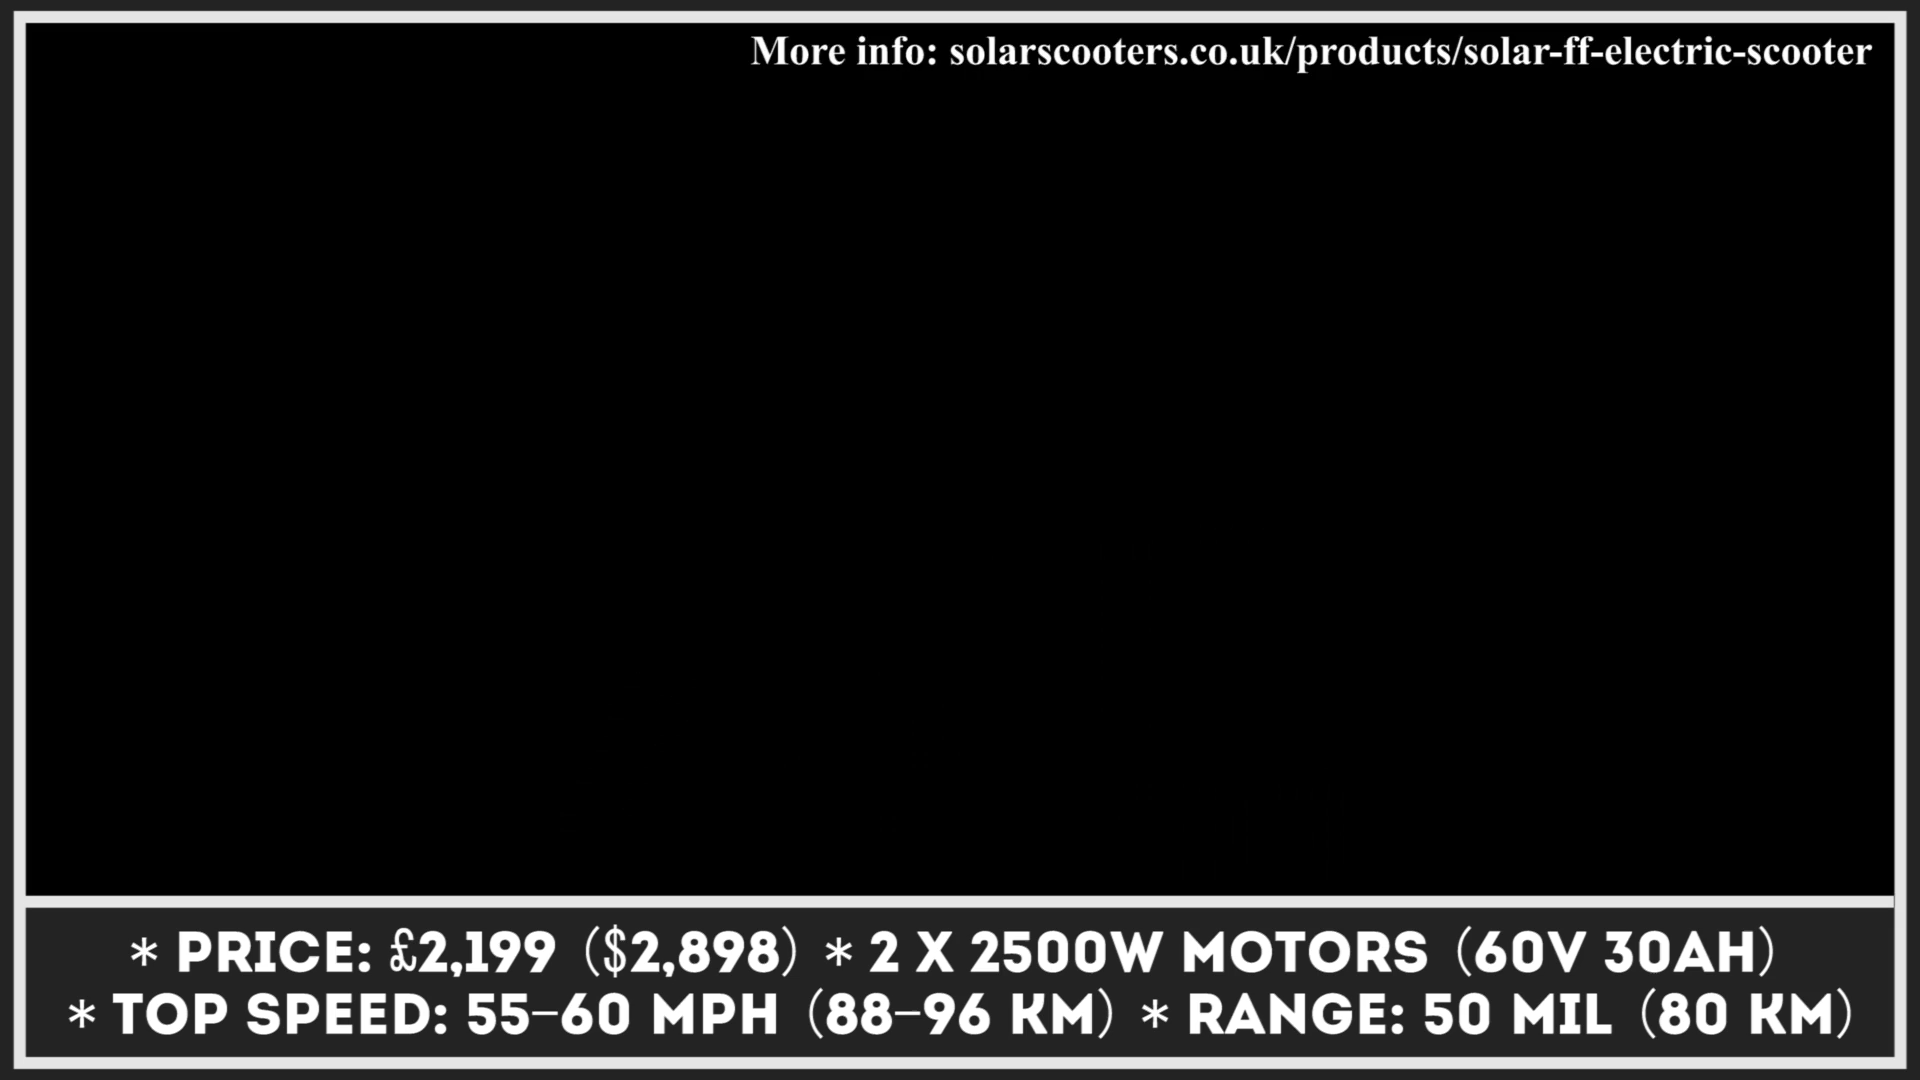 More info: solarscooters.co.uk/products/solar-ff-electric-scooter
* PRICE: £2,199 ($2,898) * 2 X 2500W MOTORS (60V 30AH)
* TOP SPEED: 55-60 MPH (88-96 KM) * RANGE: 50 MIL (80 KM)